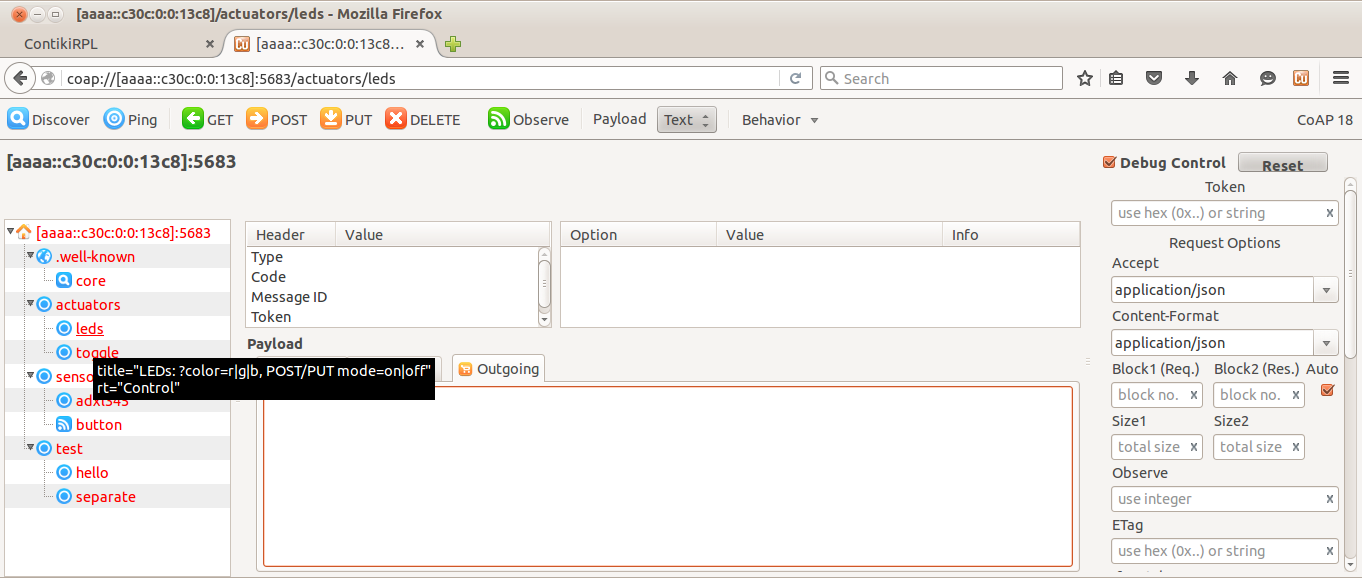 [aaaa::c30c:0:0:13c8]/actuators/leds - Mozilla Firefox
ContikiRPL × [aaaa::c30c:0:0:13c8... ×
coap://[aaaa::c30c:0:0:13c8]:5683/actuators/leds Search
Discover Ping GET POST PUT DELETE Observe Payload Text Behavior CoAP 18
[aaaa::c30c:0:0:13c8]:5683
Debug Control Reset
Token
use hex (0x..) or string x
Request Options
Accept
application/json
Content-Format
application/json
Block1 (Req.) Block2 (Res.) Auto
block no. x block no. x
Size1 Size2
total size x total size x
Observe
use integer x
ETag
use hex (0x..) or string x
[aaaa::c30c:0:0:13c8]:5683
.well-known
core
actuators
leds
toggle
title="LEDs: ?color=r|g|b, POST/PUT mode=on|off"
rt="Control"
senso
adxl345
button
test
hello
separate
Header Value
Type
Code
Message ID
Token
Option Value Info
Payload
Outgoing